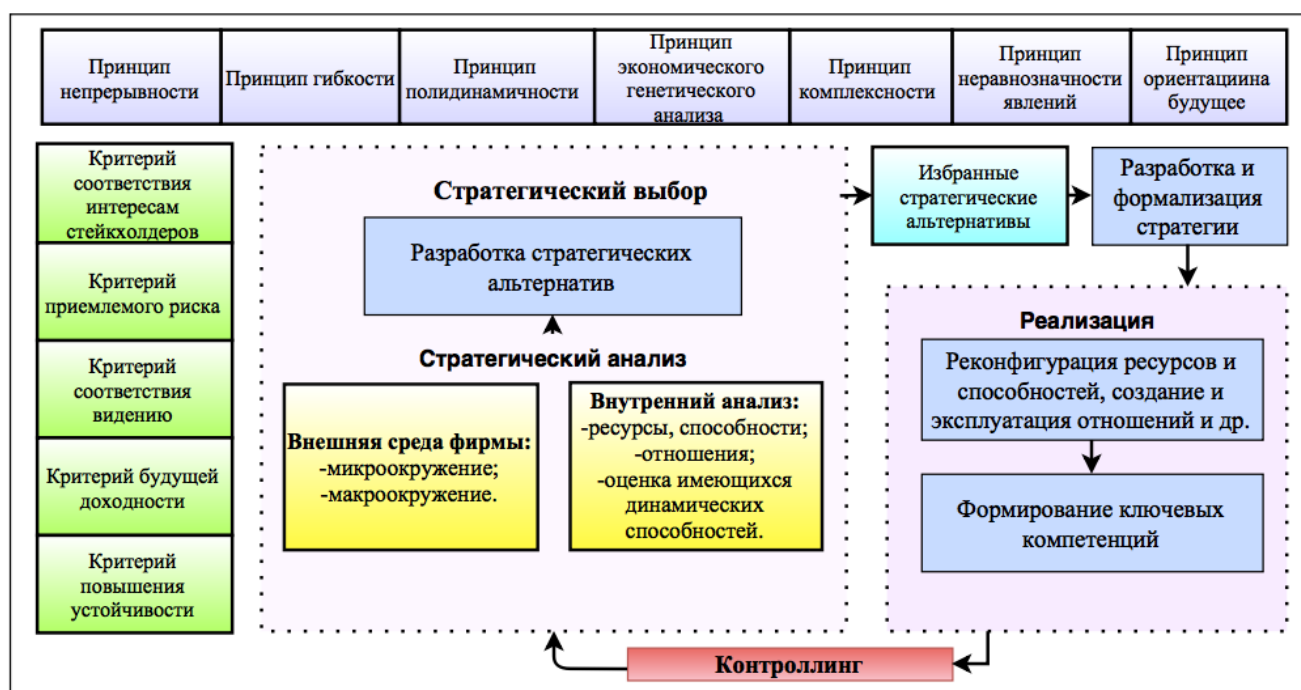 Принцип
непрерывности
Принцип гибкости
Принцип
полидинамичности
Принцип
экономического
генетического
анализа
Принцип
комплексности
Принцип
неравнозначности
явлений
Принцип
ориентациина
будущее
Критерий
соответствия
интересам
стейкхолдеров
Критерий
приемлемого риска
Критерий
соответствия
видению
Критерий будущей
доходности
Критерий
повышения
устойчивости
Стратегический выбор
Разработка стратегических
альтернатив
Стратегический анализ
Внешняя среда фирмы:
-микроокружение;
-макроокружение.
Внутренний анализ:
-ресурсы, способности;
-отношения;
-оценка имеющихся
динамических
способностей.
Избранные
стратегические
альтернативы
Разработка и
формализация
стратегии
Реализация
Реконфигурация ресурсов и
способностей, создание и
эксплуатация отношений и др.
Формирование ключевых
компетенций
Контроллинг